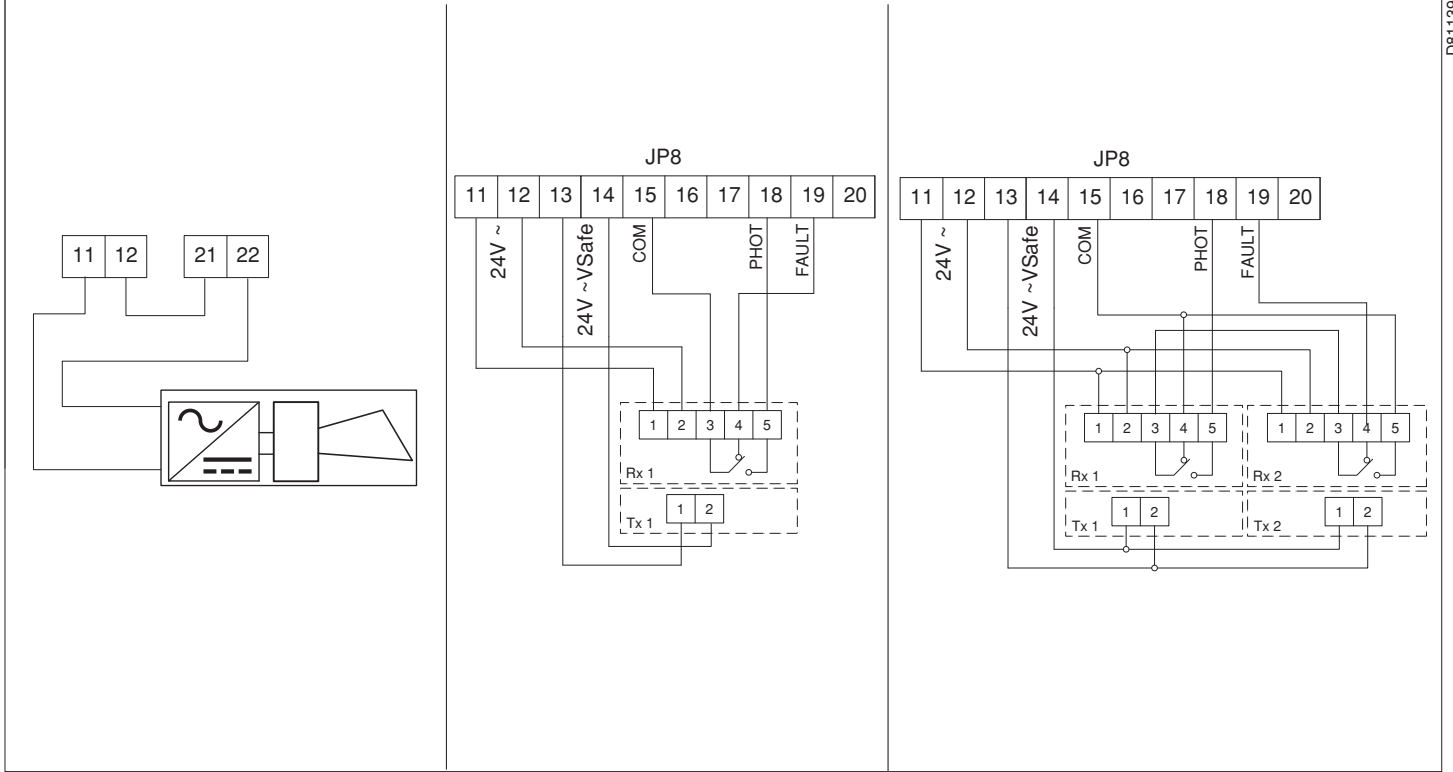 D81139
11 12 21 22
JP8
11 12 13 14 15 16 17 18 19 20
24V ~
24V ~VSafe
COM
PHOT
FAULT
1 2 3 4 5
Rx 1
1 2
Tx 1
JP8
11 12 13 14 15 16 17 18 19 20
24V ~
24V ~VSafe
COM
PHOT
FAULT
1 2 3 4 5
Rx 1
1 2 3 4 5
Rx 2
1 2
Tx 1
1 2
Tx 2